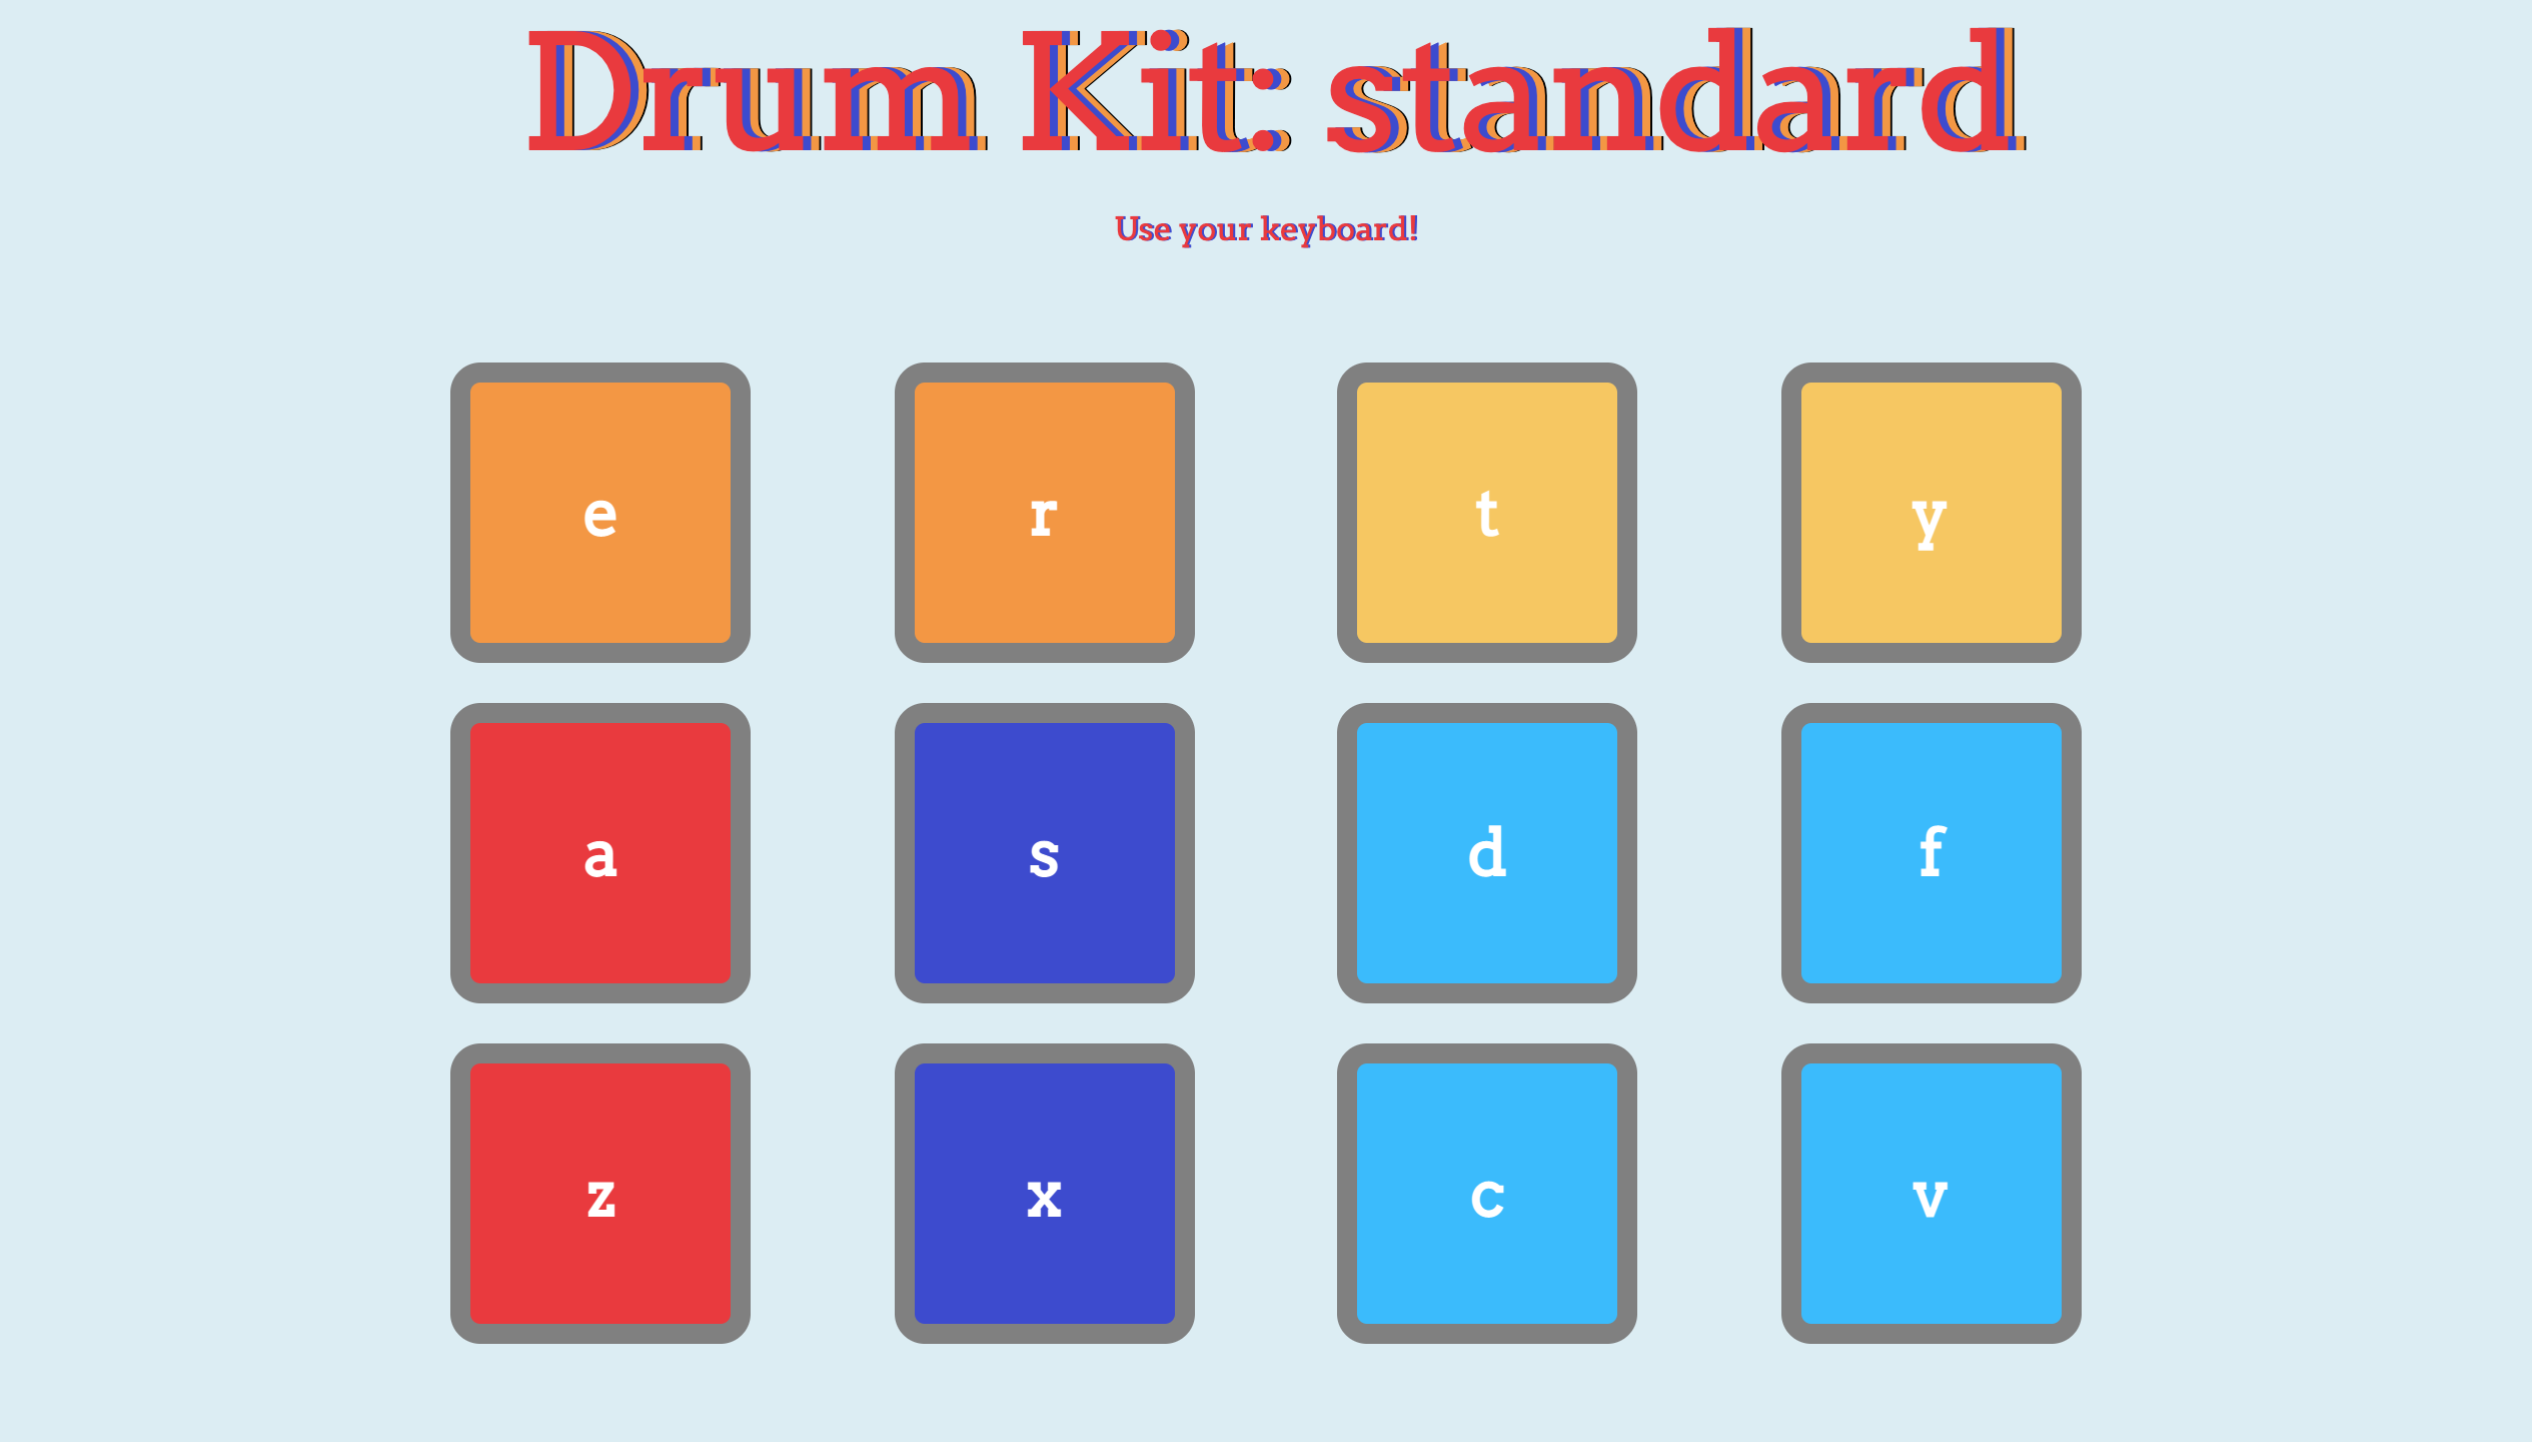 Drum Kit: standard
Use your keyboard!
e r t y
a s d f
z x c v